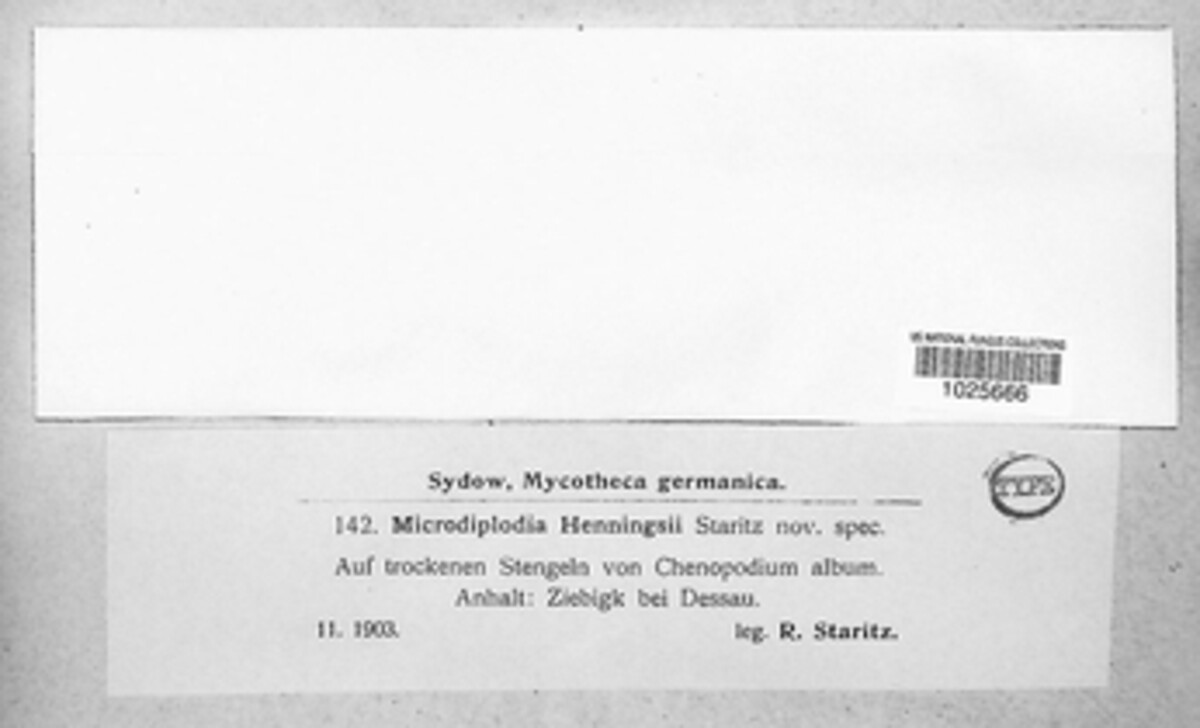 US NATIONAL FUNGUS COLLECTIONS
1025666
Sydow, Mycotheca germanica.
TYPE
142. Microdiplodia Henningsii Staritz nov. spec.
Auf trockenen Stengeln von Chenopodium album.
Anhalt: Ziebigk bei Dessau.
11. 1903. leg. R. Staritz.